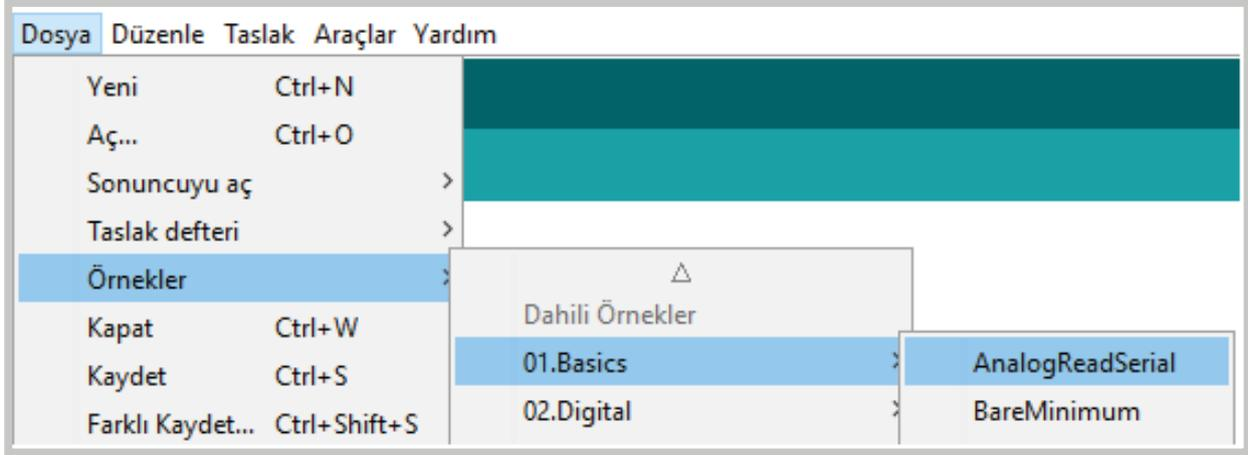 Dosya Düzenle Taslak Araçlar Yardım
Yeni Ctrl+N
Aç... Ctrl+O
Sonuncuyu aç >
Taslak defteri >
Örnekler >
Kapat Ctrl+W
Kaydet Ctrl+S
Farklı Kaydet... Ctrl+Shift+S
Dahili Örnekler
01.Basics >
02.Digital >
AnalogReadSerial
BareMinimum